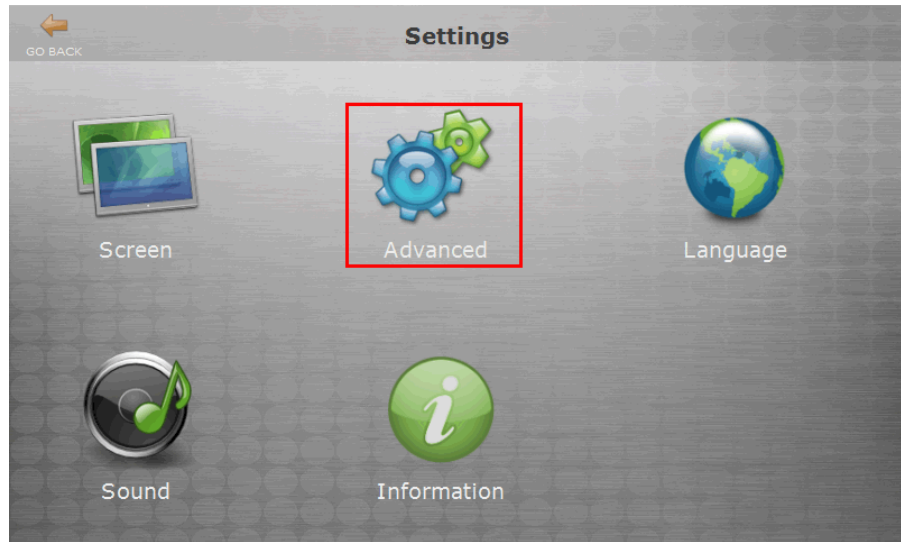 Settings
GO BACK
Screen
Advanced
Language
Sound
Information